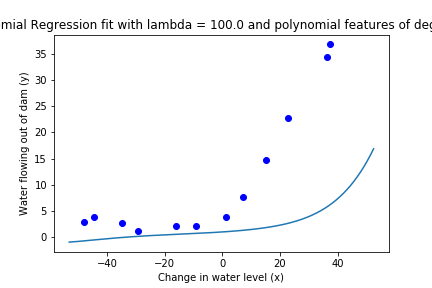 mial Regression fit with lambda = 100.0 and polynomial features of deg
35
30
25
20
15
10
5
0
Water flowing out of dam (y)
−40 −20 0 20 40
Change in water level (x)